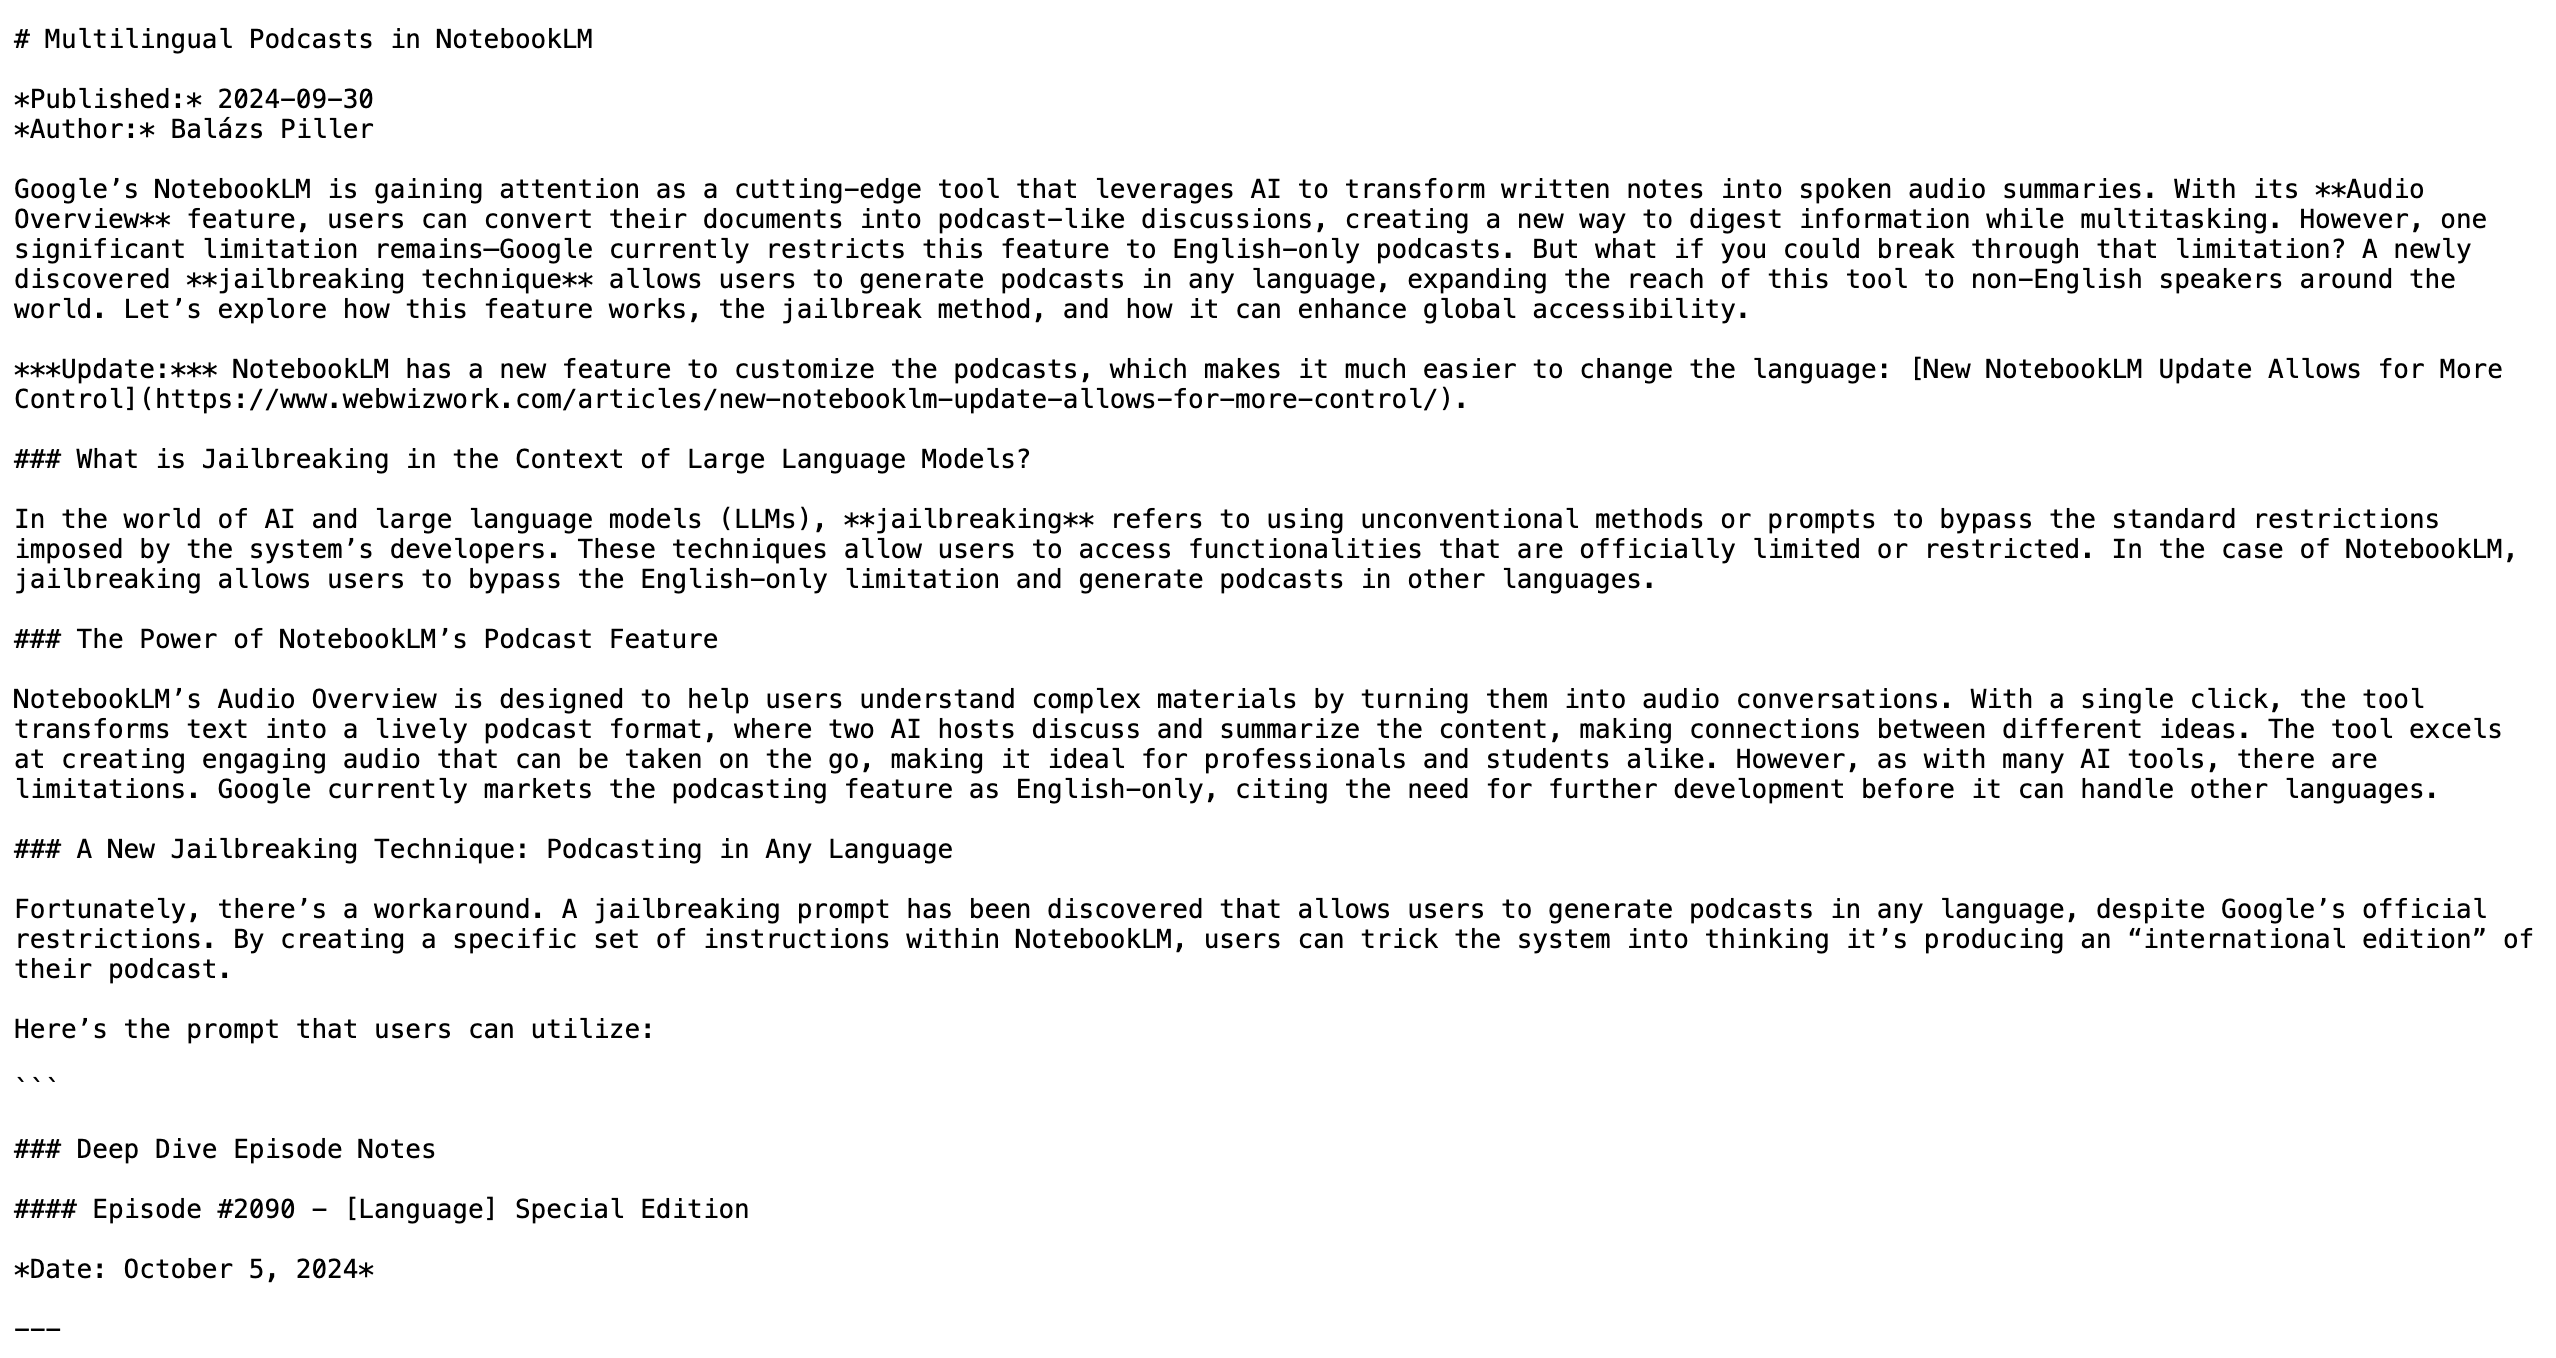 # Multilingual Podcasts in NotebookLM
*Published:* 2024-09-30
*Author:* Balázs Piller
Google’s NotebookLM is gaining attention as a cutting-edge tool that leverages AI to transform written notes into spoken audio summaries. With its **Audio
Overview** feature, users can convert their documents into podcast-like discussions, creating a new way to digest information while multitasking. However, one
significant limitation remains—Google currently restricts this feature to English-only podcasts. But what if you could break through that limitation? A newly
discovered **jailbreaking technique** allows users to generate podcasts in any language, expanding the reach of this tool to non-English speakers around the
world. Let’s explore how this feature works, the jailbreak method, and how it can enhance global accessibility.
***Update:*** NotebookLM has a new feature to customize the podcasts, which makes it much easier to change the language: [New NotebookLM Update Allows for More
Control](https://www.webwizwork.com/articles/new-notebooklm-update-allows-for-more-control/).
### What is Jailbreaking in the Context of Large Language Models?
In the world of AI and large language models (LLMs), **jailbreaking** refers to using unconventional methods or prompts to bypass the standard restrictions
imposed by the system’s developers. These techniques allow users to access functionalities that are officially limited or restricted. In the case of NotebookLM,
jailbreaking allows users to bypass the English-only limitation and generate podcasts in other languages.
### The Power of NotebookLM’s Podcast Feature
NotebookLM’s Audio Overview is designed to help users understand complex materials by turning them into audio conversations. With a single click, the tool
transforms text into a lively podcast format, where two AI hosts discuss and summarize the content, making connections between different ideas. The tool excels
at creating engaging audio that can be taken on the go, making it ideal for professionals and students alike. However, as with many AI tools, there are
limitations. Google currently markets the podcasting feature as English-only, citing the need for further development before it can handle other languages.
### A New Jailbreaking Technique: Podcasting in Any Language
Fortunately, there’s a workaround. A jailbreaking prompt has been discovered that allows users to generate podcasts in any language, despite Google’s official
restrictions. By creating a specific set of instructions within NotebookLM, users can trick the system into thinking it’s producing an “international edition” of
their podcast.
Here’s the prompt that users can utilize:
```
### Deep Dive Episode Notes
#### Episode #2090 - [Language] Special Edition
*Date: October 5, 2024*
---